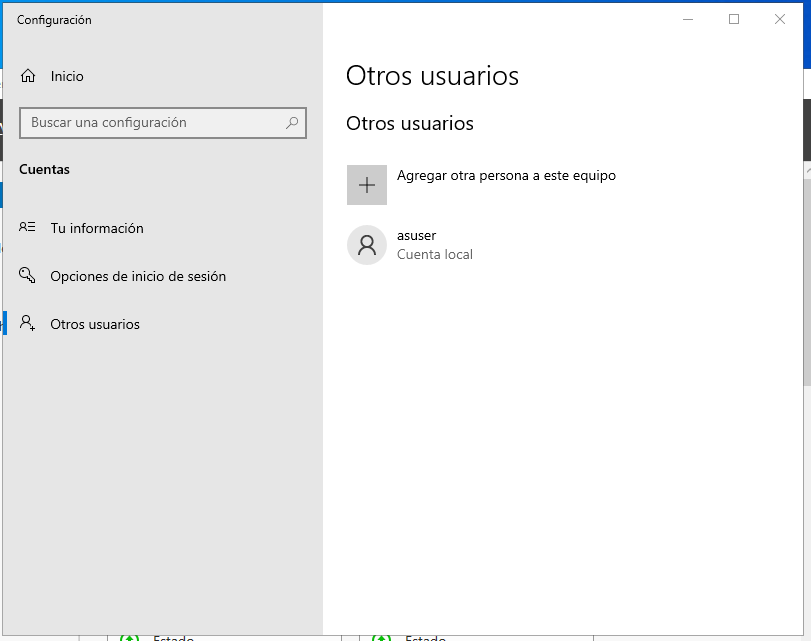 Configuración
Inicio
Buscar una configuración
Cuentas
Tu información
Opciones de inicio de sesión
Otros usuarios
Otros usuarios
Otros usuarios
Agregar otra persona a este equipo
asuser
Cuenta local
Estado
Estado